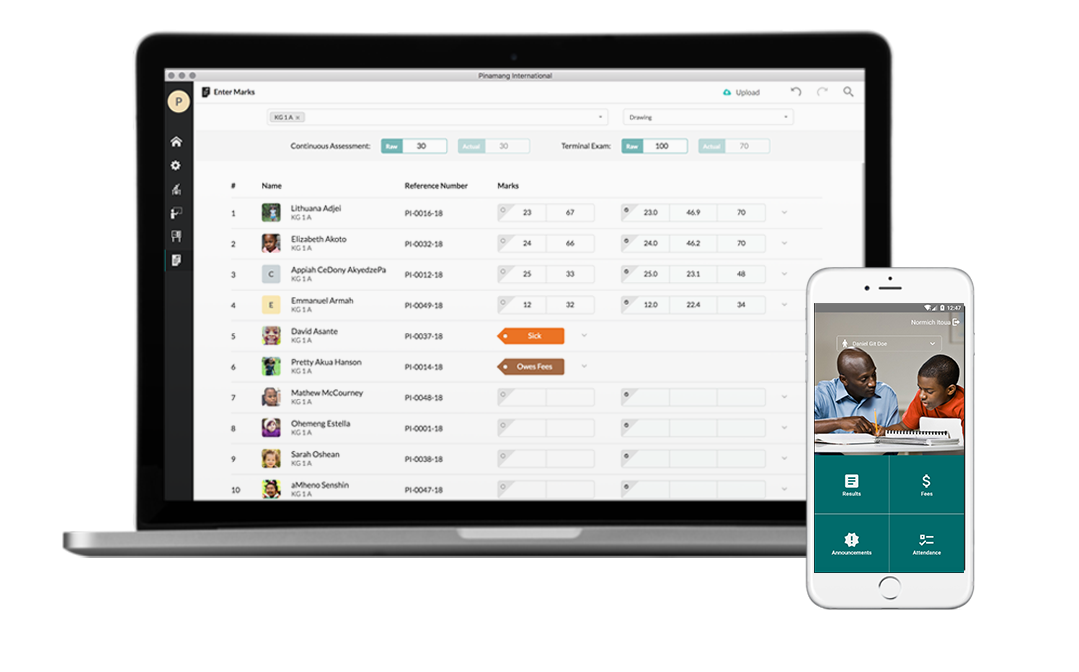 Pinamang International
P
Enter Marks
Upload
KG 1 A × Drawing
Continuous Assessment: Raw 30 Actual 30 Terminal Exam: Raw 100 Actual 70
# Name Reference Number Marks
1 Lithuana Adjei PI-0016-18 23 67 23.0 46.9 70
KG 1 A
2 Elizabeth Akoto PI-0032-18 24 66 24.0 46.2 70
KG 1 A
3 C Appiah CeDony AkyedzePa PI-0012-18 25 33 25.0 23.1 48
KG 1 A
4 E Emmanuel Armah PI-0049-18 12 32 12.0 22.4 34
KG 1 A
5 David Asante PI-0037-18 Sick
KG 1 A
6 Pretty Akua Hanson PI-0014-18 Owes Fees
KG 1 A
7 Mathew McCourney PI-0048-18
KG 1 A
8 Ohemeng Estella PI-0001-18
KG 1 A
9 Sarah Oshean PI-0038-18
KG 1 A
10 aMheno Senshin PI-0047-18
KG 1 A
12:47
Normich Itoua
Daniel Git Doe
Results Fees
Announcements Attendance